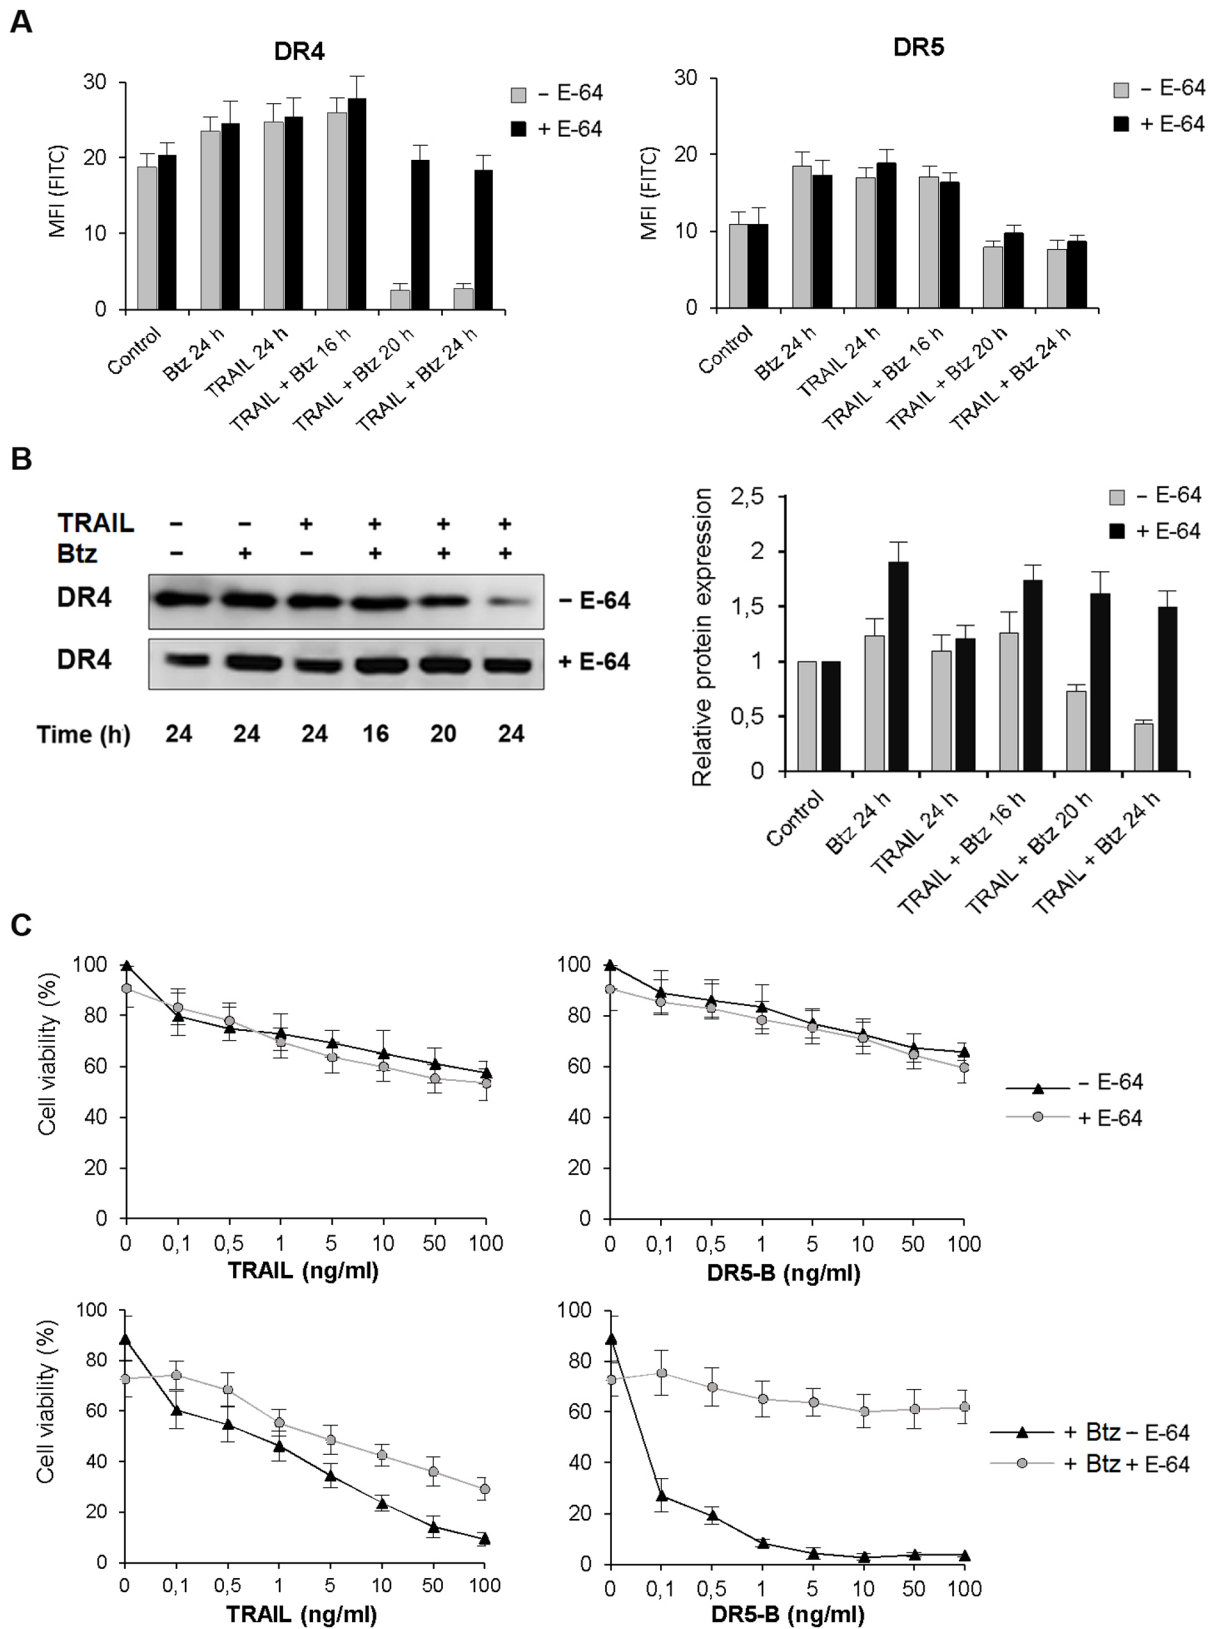 A
DR4
DR5
30
20
10
0
MFI (FITC)
– E-64
+ E-64
Control
Btz 24 h
TRAIL 24 h
TRAIL + Btz 16 h
TRAIL + Btz 20 h
TRAIL + Btz 24 h
30
20
10
0
MFI (FITC)
– E-64
+ E-64
Control
Btz 24 h
TRAIL 24 h
TRAIL + Btz 16 h
TRAIL + Btz 20 h
TRAIL + Btz 24 h
B
TRAIL – – + + + +
Btz – + – + + +
DR4 – E-64
DR4 + E-64
Time (h) 24 24 24 16 20 24
Relative protein expression
2,5
2
1,5
1
0,5
0
– E-64
+ E-64
Control
Btz 24 h
TRAIL 24 h
TRAIL + Btz 16 h
TRAIL + Btz 20 h
TRAIL + Btz 24 h
C
Cell viability (%)
100
80
60
40
20
0
0 0,1 0,5 1 5 10 50 100
TRAIL (ng/ml)
100
80
60
40
20
0
0 0,1 0,5 1 5 10 50 100
DR5-B (ng/ml)
– E-64
+ E-64
Cell viability (%)
100
80
60
40
20
0
0 0,1 0,5 1 5 10 50 100
TRAIL (ng/ml)
100
80
60
40
20
0
0 0,1 0,5 1 5 10 50 100
DR5-B (ng/ml)
+ Btz – E-64
+ Btz + E-64